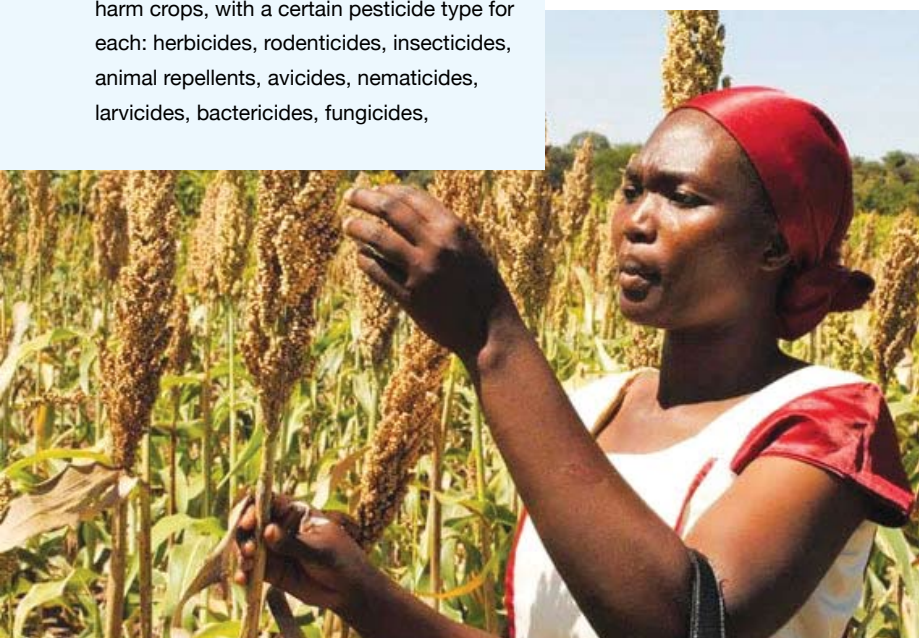 harm crops, with a certain pesticide type for
each: herbicides, rodenticides, insecticides,
animal repellents, avicides, nematicides,
larvicides, bactericides, fungicides,